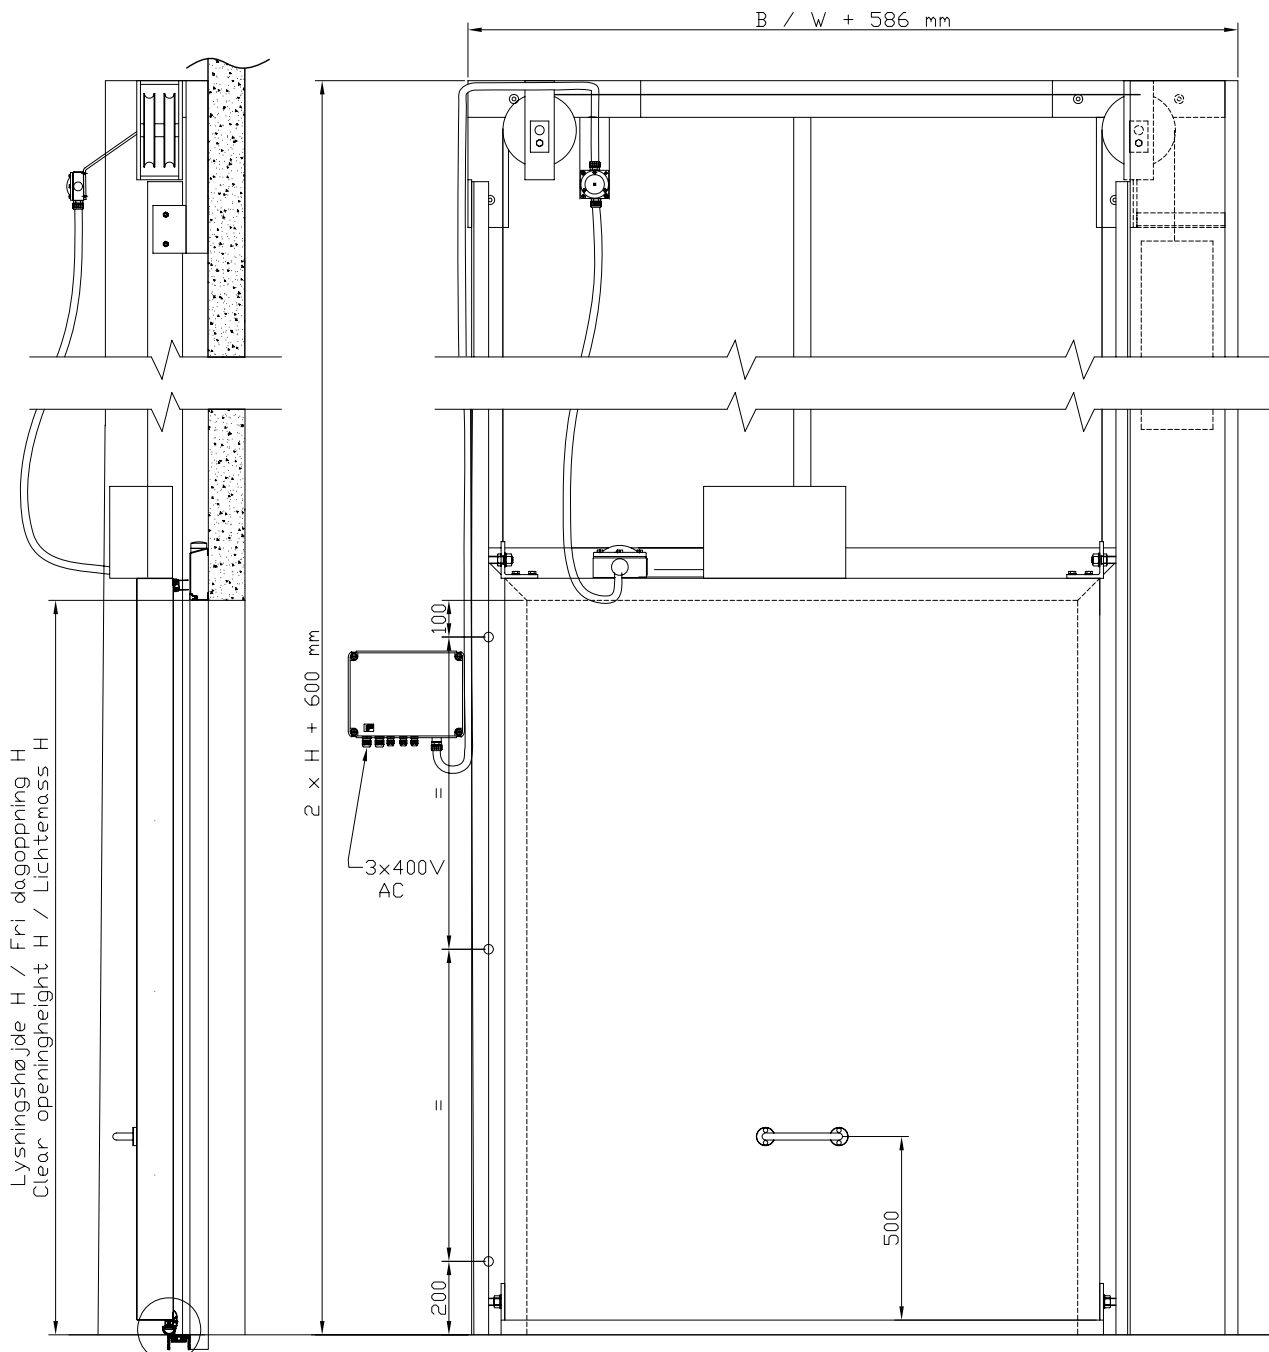 B / W + 586 mm
100
2 x H + 600 mm
=
3x400V
AC
Lysningshøjde H / Fri dagoppning H
Clear openingheight H / Lichtemass H
=
500
200